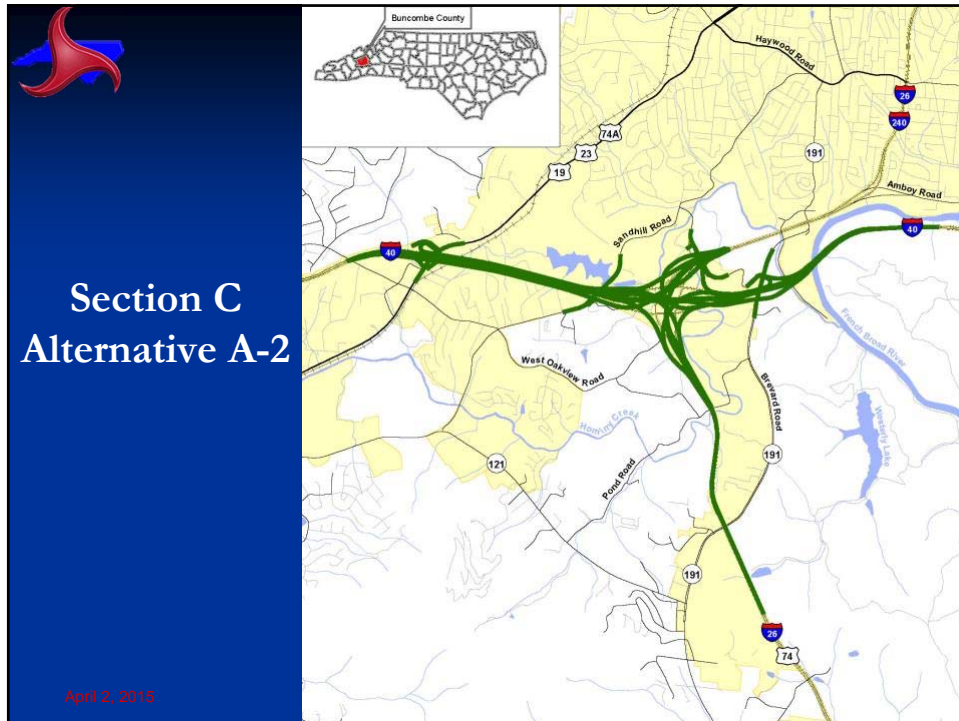 Section C
Alternative A-2
April 2, 2015
Buncombe County
Haywood Road
26
240
74A
23
19
191
Amboy Road
40
Sandhill Road
40
French Broad River
West Oakview Road
Brevard Road
Hominy Creek
Westerly Lake
191
121
Pond Road
191
26
74